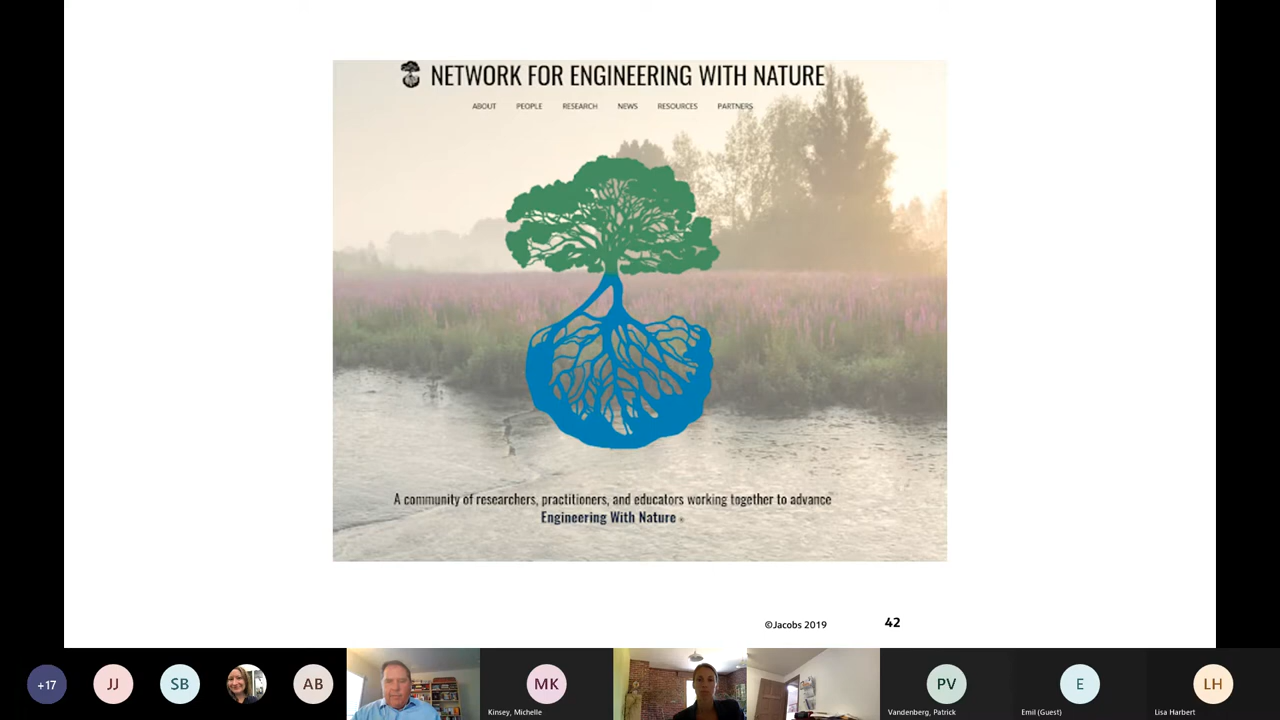 NETWORK FOR ENGINEERING WITH NATURE
ABOUT PEOPLE RESEARCH NEWS RESOURCES PARTNERS
A community of researchers, practitioners, and educators working together to advance
Engineering With Nature
©Jacobs 2019 42
+17 JJ SB AB MK PV E LH
Kinsey, Michelle Vandenberg, Patrick Emil (Guest) Lisa Harbert